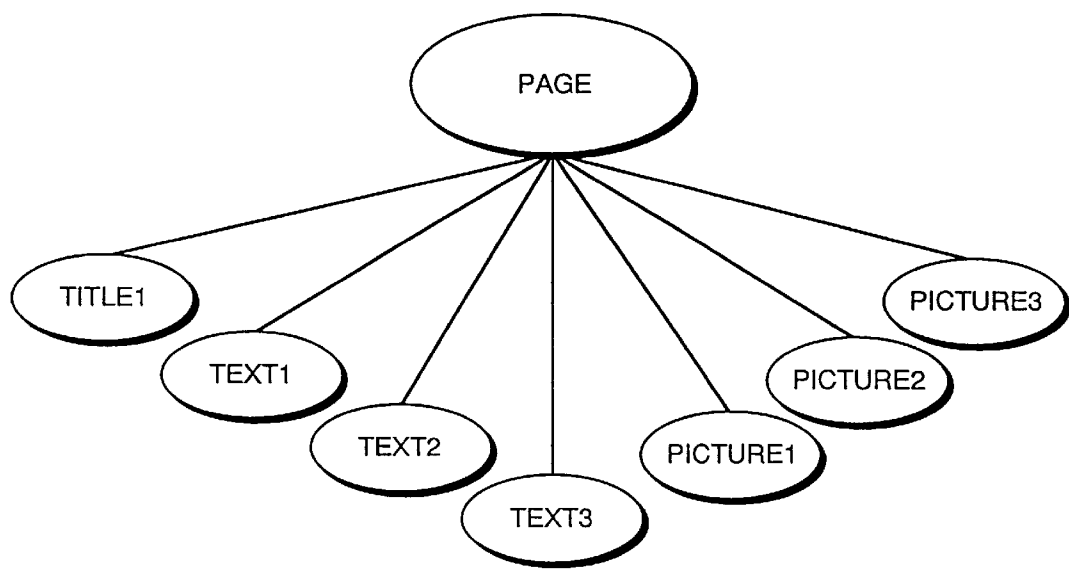 PAGE
TITLE1
TEXT1
TEXT2
TEXT3
PICTURE1
PICTURE2
PICTURE3